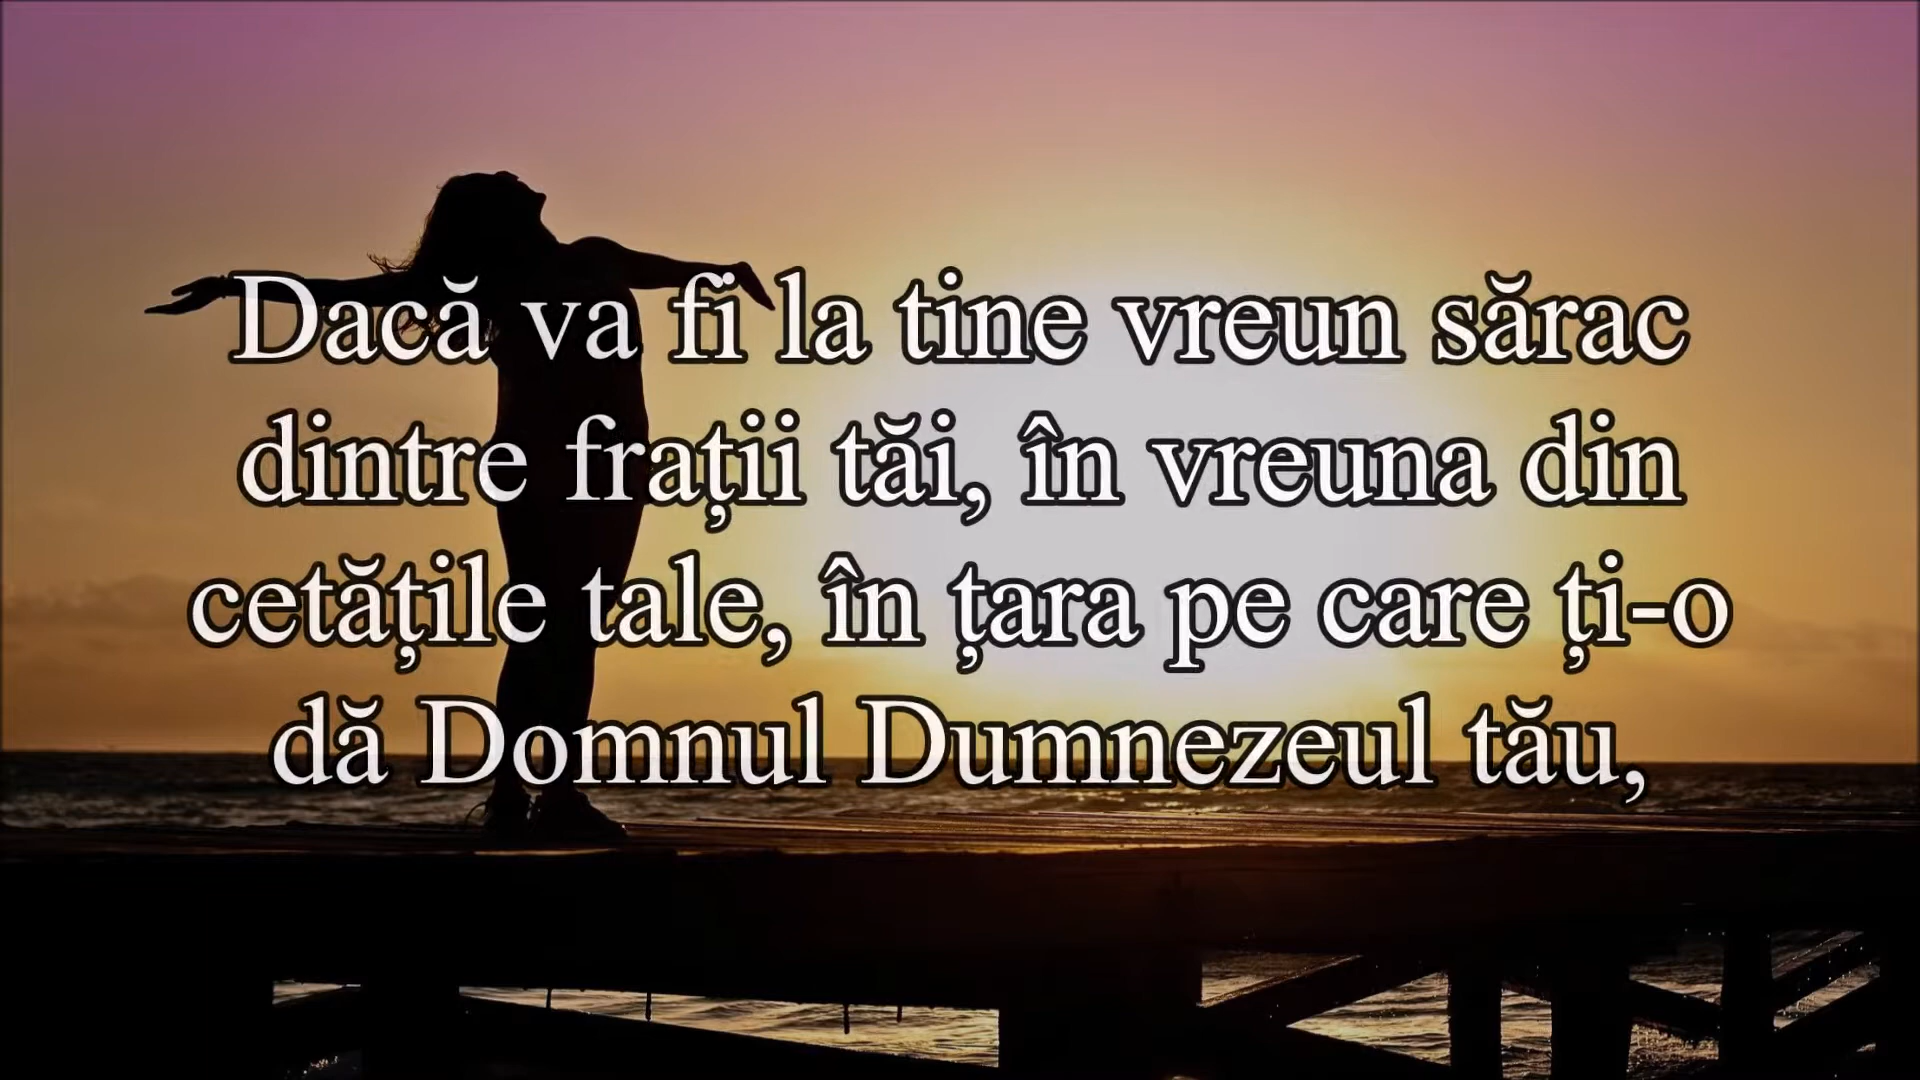 Dacă va fi la tine vreun sărac
dintre frații tăi, în vreuna din
cetățile tale, în țara pe care ți-o
dă Domnul Dumnezeul tău,